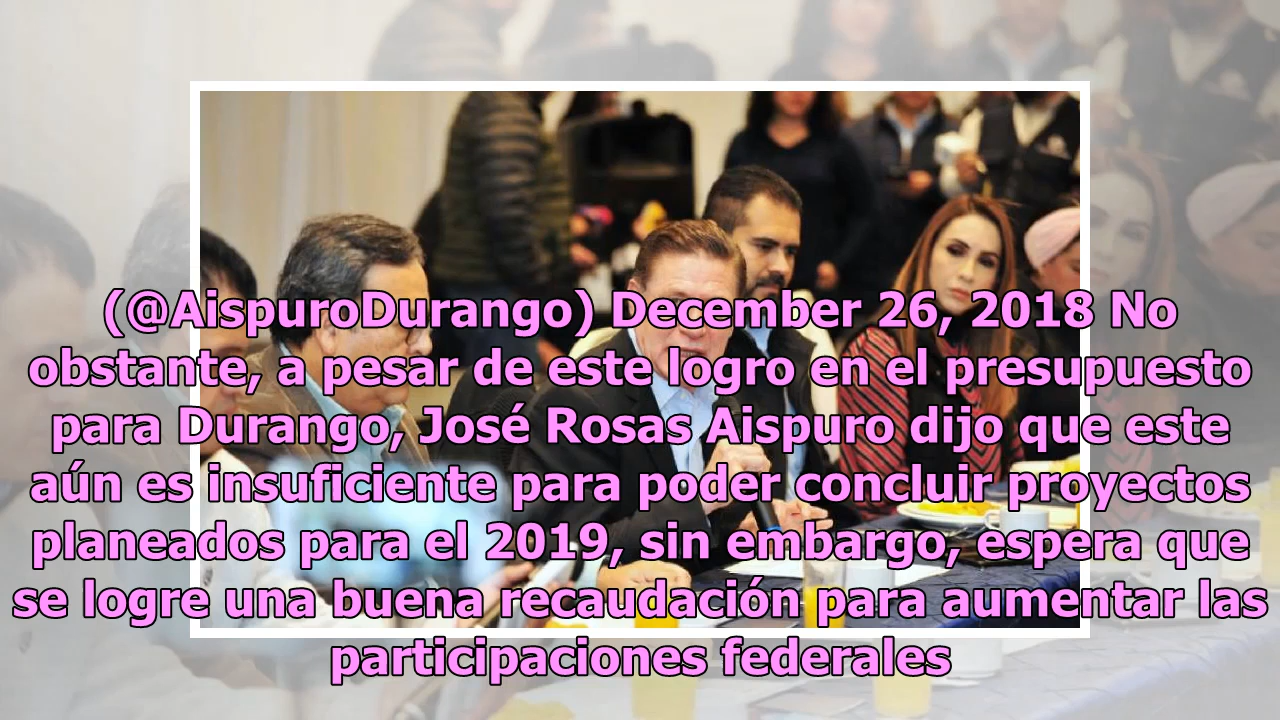 (@AispuroDurango) December 26, 2018 No
obstante, a pesar de este logro en el presupuesto
para Durango, José Rosas Aispuro dijo que este
aún es insuficiente para poder concluir proyectos
planeados para el 2019, sin embargo, espera que
se logre una buena recaudación para aumentar las
participaciones federales